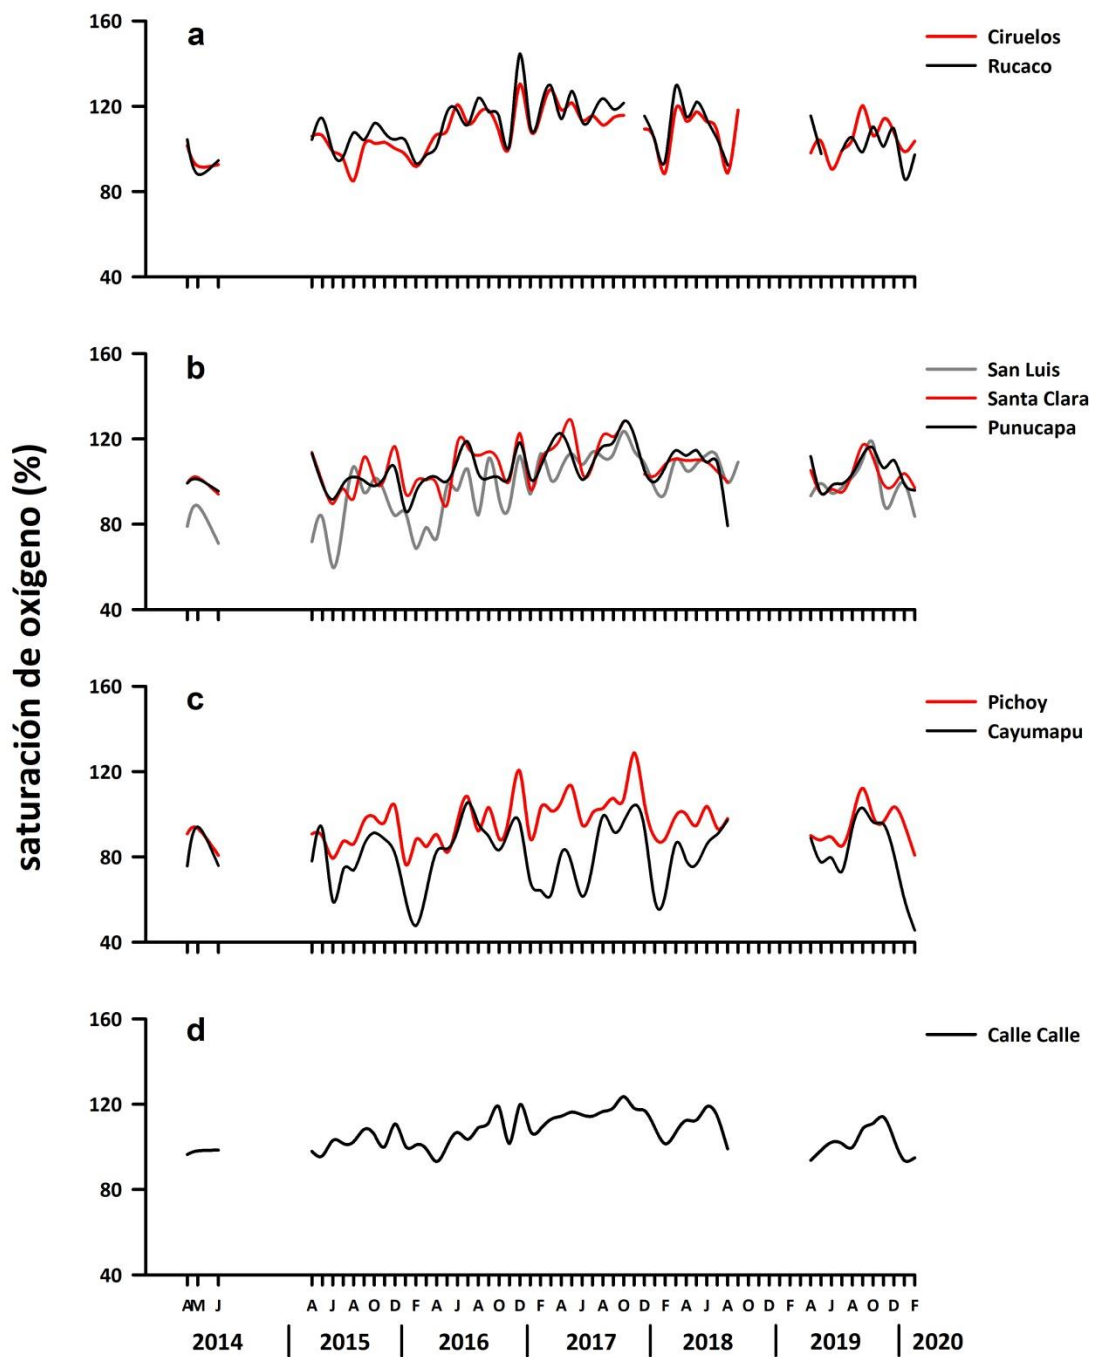 saturación de oxígeno (%)
a
160
120
80
40
Ciruelos
Rucaco
b
160
120
80
40
San Luis
Santa Clara
Punucapa
c
160
120
80
40
Pichoy
Cayumapu
d
160
120
80
40
Calle Calle
A M J A J A O D F A J A O D F A J A O D F A J A O D F A J A O D F
2014 2015 2016 2017 2018 2019 2020